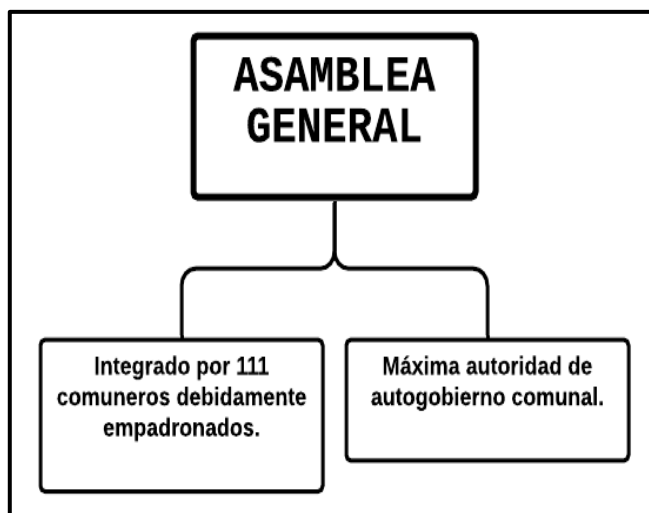 ASAMBLEA
GENERAL
Integrado por 111
comuneros debidamente
empadronados.
Máxima autoridad de
autogobierno comunal.